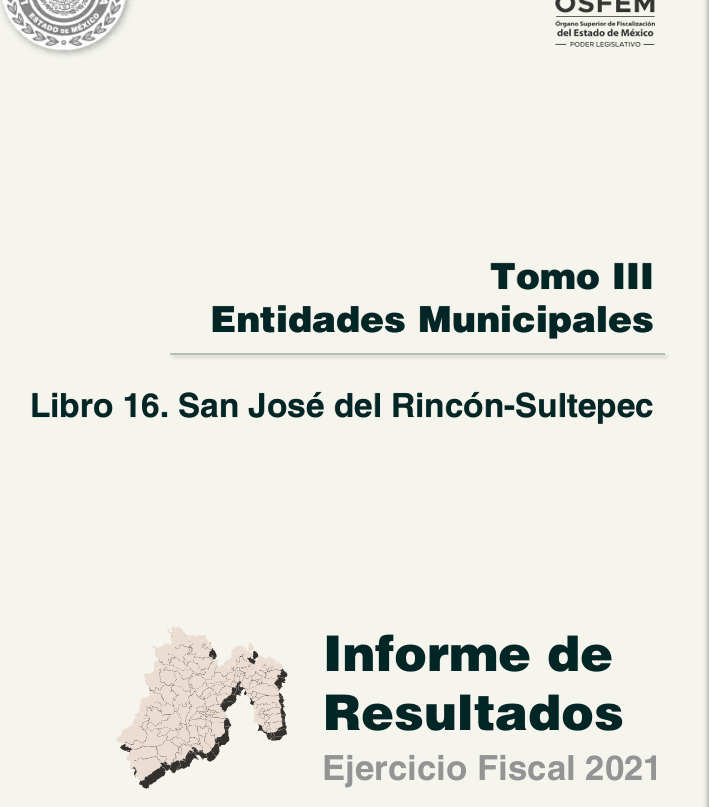 ESTADO DE MÉXICO
OSFEM
Órgano Superior de Fiscalización
del Estado de México
PODER LEGISLATIVO
Tomo III
Entidades Municipales
Libro 16. San José del Rincón-Sultepec
Informe de
Resultados
Ejercicio Fiscal 2021